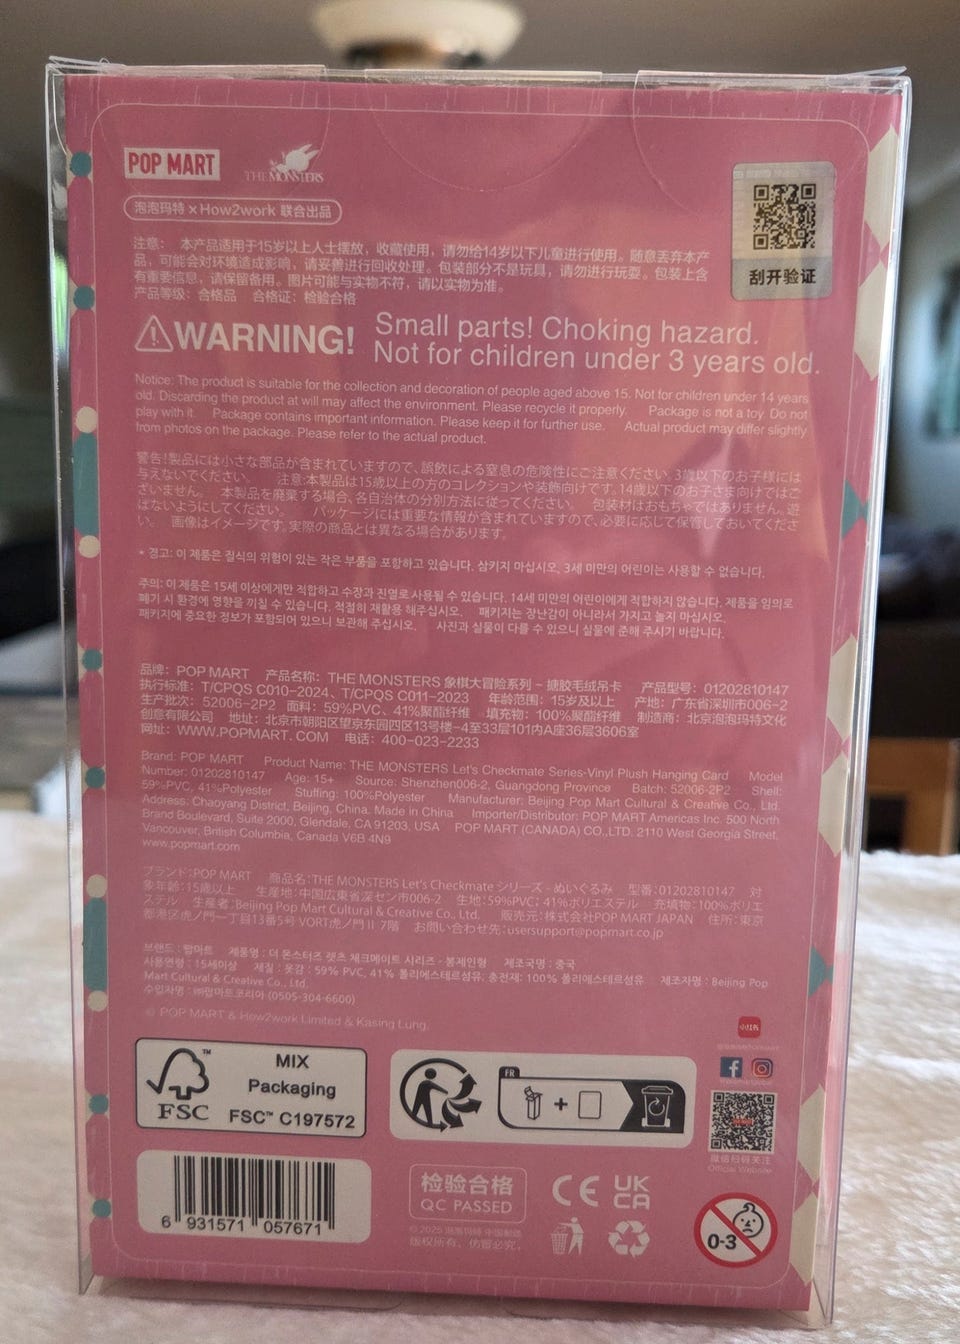 POP MART
THE MONSTERS
泡泡玛特 × How2work 联合出品
刮开验证
注意： 本产品适用于15岁以上人士摆放，收藏使用，请勿给14岁以下儿童进行使用。随意丢弃本产
品，可能会对环境造成影响，请妥善进行回收处理。包装部分不是玩具，请勿进行玩耍。包装上含
有重要信息，请保留备用。图片可能与实物不符，请以实物为准。
产品等级：合格品 合格证：检验合格
WARNING! Small parts! Choking hazard.
Not for children under 3 years old.
Notice: The product is suitable for the collection and decoration of people aged above 15. Not for children under 14 years
old. Discarding the product at will may affect the environment. Please recycle it properly. Package is not a toy. Do not
play with it. Package contains important information. Please keep it for further use. Actual product may differ slightly
from photos on the package. Please refer to the actual product.
警告!製品には小さな部品が含まれていますので、誤飲による窒息の危険性にご注意ください。3歳以下のお子様には
与えないでください。 注意:本製品は15歳以上の方のコレクションや装飾向けです。14歳以下のお子さま向けではご
ざいません。 本製品を廃棄する場合、各自治体の分別方法に従ってください。 包装材はおもちゃではありません。遊
ばないようにしてください。 パッケージには重要な情報が含まれていますので、必要に応じて保管しておいてくださ
い。 画像はイメージです。実際の商品とは異なる場合があります。
* 경고: 이 제품은 질식의 위험이 있는 작은 부품을 포함하고 있습니다. 삼키지 마십시오, 3세 미만의 어린이는 사용할 수 없습니다.
주의: 이 제품은 15세 이상에게만 적합하고 수장과 진열로 사용될 수 있습니다. 14세 미만의 어린이에게 적합하지 않습니다. 제품을 임의로
폐기 시 환경에 영향을 끼칠 수 있습니다. 적절히 재활용 해주십시오. 패키지는 장난감이 아니라서 가지고 놀지 마십시오.
패키지에 중요한 정보가 포함되어 있으니 보관해 주십시오. 사진과 실물이 다를 수 있으니 실물에 준해 주시기 바랍니다.
品牌：POP MART 产品名称：THE MONSTERS 象棋大冒险系列 - 搪胶毛绒吊卡 产品型号：01202810147
执行标准：T/CPQS C010-2024、T/CPQS C011-2023 年龄范围：15岁及以上 产地：广东省深圳市006-2
生产批次：52006-2P2 面料：59%PVC、41%聚酯纤维 填充物：100%聚酯纤维 制造商：北京泡泡玛特文化
创意有限公司 地址：北京市朝阳区望京东园四区13号楼-4至33层101内A座36层3606室
网址：WWW.POPMART.COM 电话：400-023-2233
Brand: POP MART Product Name: THE MONSTERS Let's Checkmate Series-Vinyl Plush Hanging Card Model
Number: 01202810147 Age: 15+ Source: Shenzhen006-2, Guangdong Province Batch: 52006-2P2 Shell:
59%PVC, 41%Polyester Stuffing: 100%Polyester Manufacturer: Beijing Pop Mart Cultural & Creative Co., Ltd.
Address: Chaoyang District, Beijing, China. Made in China Importer/Distributor: POP MART Americas Inc. 500 North
Brand Boulevard, Suite 2000, Glendale, CA 91203, USA POP MART (CANADA) CO.,LTD. 2110 West Georgia Street,
Vancouver, British Columbia, Canada V6B 4N9
www.popmart.com
ブランド：POP MART 商品名：THE MONSTERS Let's Checkmate シリーズ - ぬいぐるみ 型番：01202810147 対
象年齢：15歳以上 生産地：中国広東省深セン市006-2 生地：59%PVC；41%ポリエステル 充填物：100%ポリエ
ステル 生産者：Beijing Pop Mart Cultural & Creative Co., Ltd. 販売元：株式会社POP MART JAPAN 住所：東京
都港区虎ノ門一丁目13番5号 VORT虎ノ門Ⅱ 7階 お問い合わせ先：usersupport@popmart.co.jp
브랜드 : 팝마트 제품명 : 더 몬스터즈 렛츠 체크메이트 시리즈 - 봉제인형 제조국명 : 중국
사용연령 : 15세이상 재질 : 옷감 : 59% PVC, 41% 폴리에스테르섬유; 충전재: 100% 폴리에스테르섬유 제조자명 : Beijing Pop
Mart Cultural & Creative Co., Ltd.
수입자명 : ㈜팝마트코리아 (0505-304-6600)
© POP MART & How2work Limited & Kasing Lung.
小红书
FSC™
MIX
Packaging
FSC™ C197572
FR
微信扫码关注
Official Website
6 931571 057671
检验合格
QC PASSED
CE
UK
CA
© 2025 泡泡玛特 中国制造
版权所有，仿冒必究。
0-3